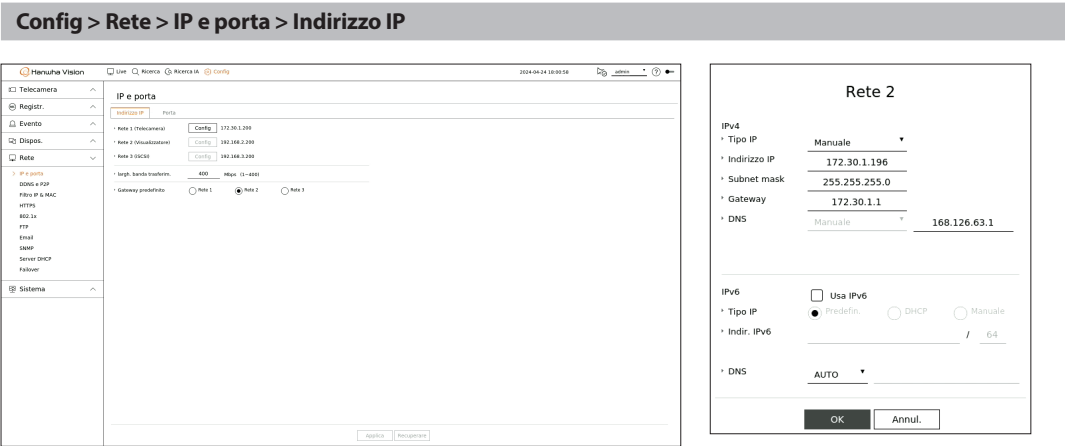 Config > Rete > IP e porta > Indirizzo IP
Hanwha Vision
Live Ricerca Ricerca IA Config
2024-04-24 18:00:58
admin
Telecamera
Registr.
Evento
Dispos.
Rete
IP e porta
DDNS e P2P
Filtro IP & MAC
HTTPS
802.1x
FTP
Email
SNMP
Server DHCP
Failover
Sistema
IP e porta
Indirizzo IP Porta
Rete 1 (Telecamera) Config 172.30.1.200
Rete 2 (Visualizzatore) Config 192.168.2.200
Rete 3 (iSCSI) Config 192.168.3.200
largh. banda trasferim. 400 Mbps (1~400)
Gateway predefinito Rete 1 Rete 2 Rete 3
Applica Recuperare
Rete 2
IPv4
Tipo IP Manuale
Indirizzo IP 172.30.1.196
Subnet mask 255.255.255.0
Gateway 172.30.1.1
DNS Manuale 168.126.63.1
IPv6 Usa IPv6
Tipo IP Predefin. DHCP Manuale
Indir. IPv6 / 64
DNS AUTO
OK Annul.